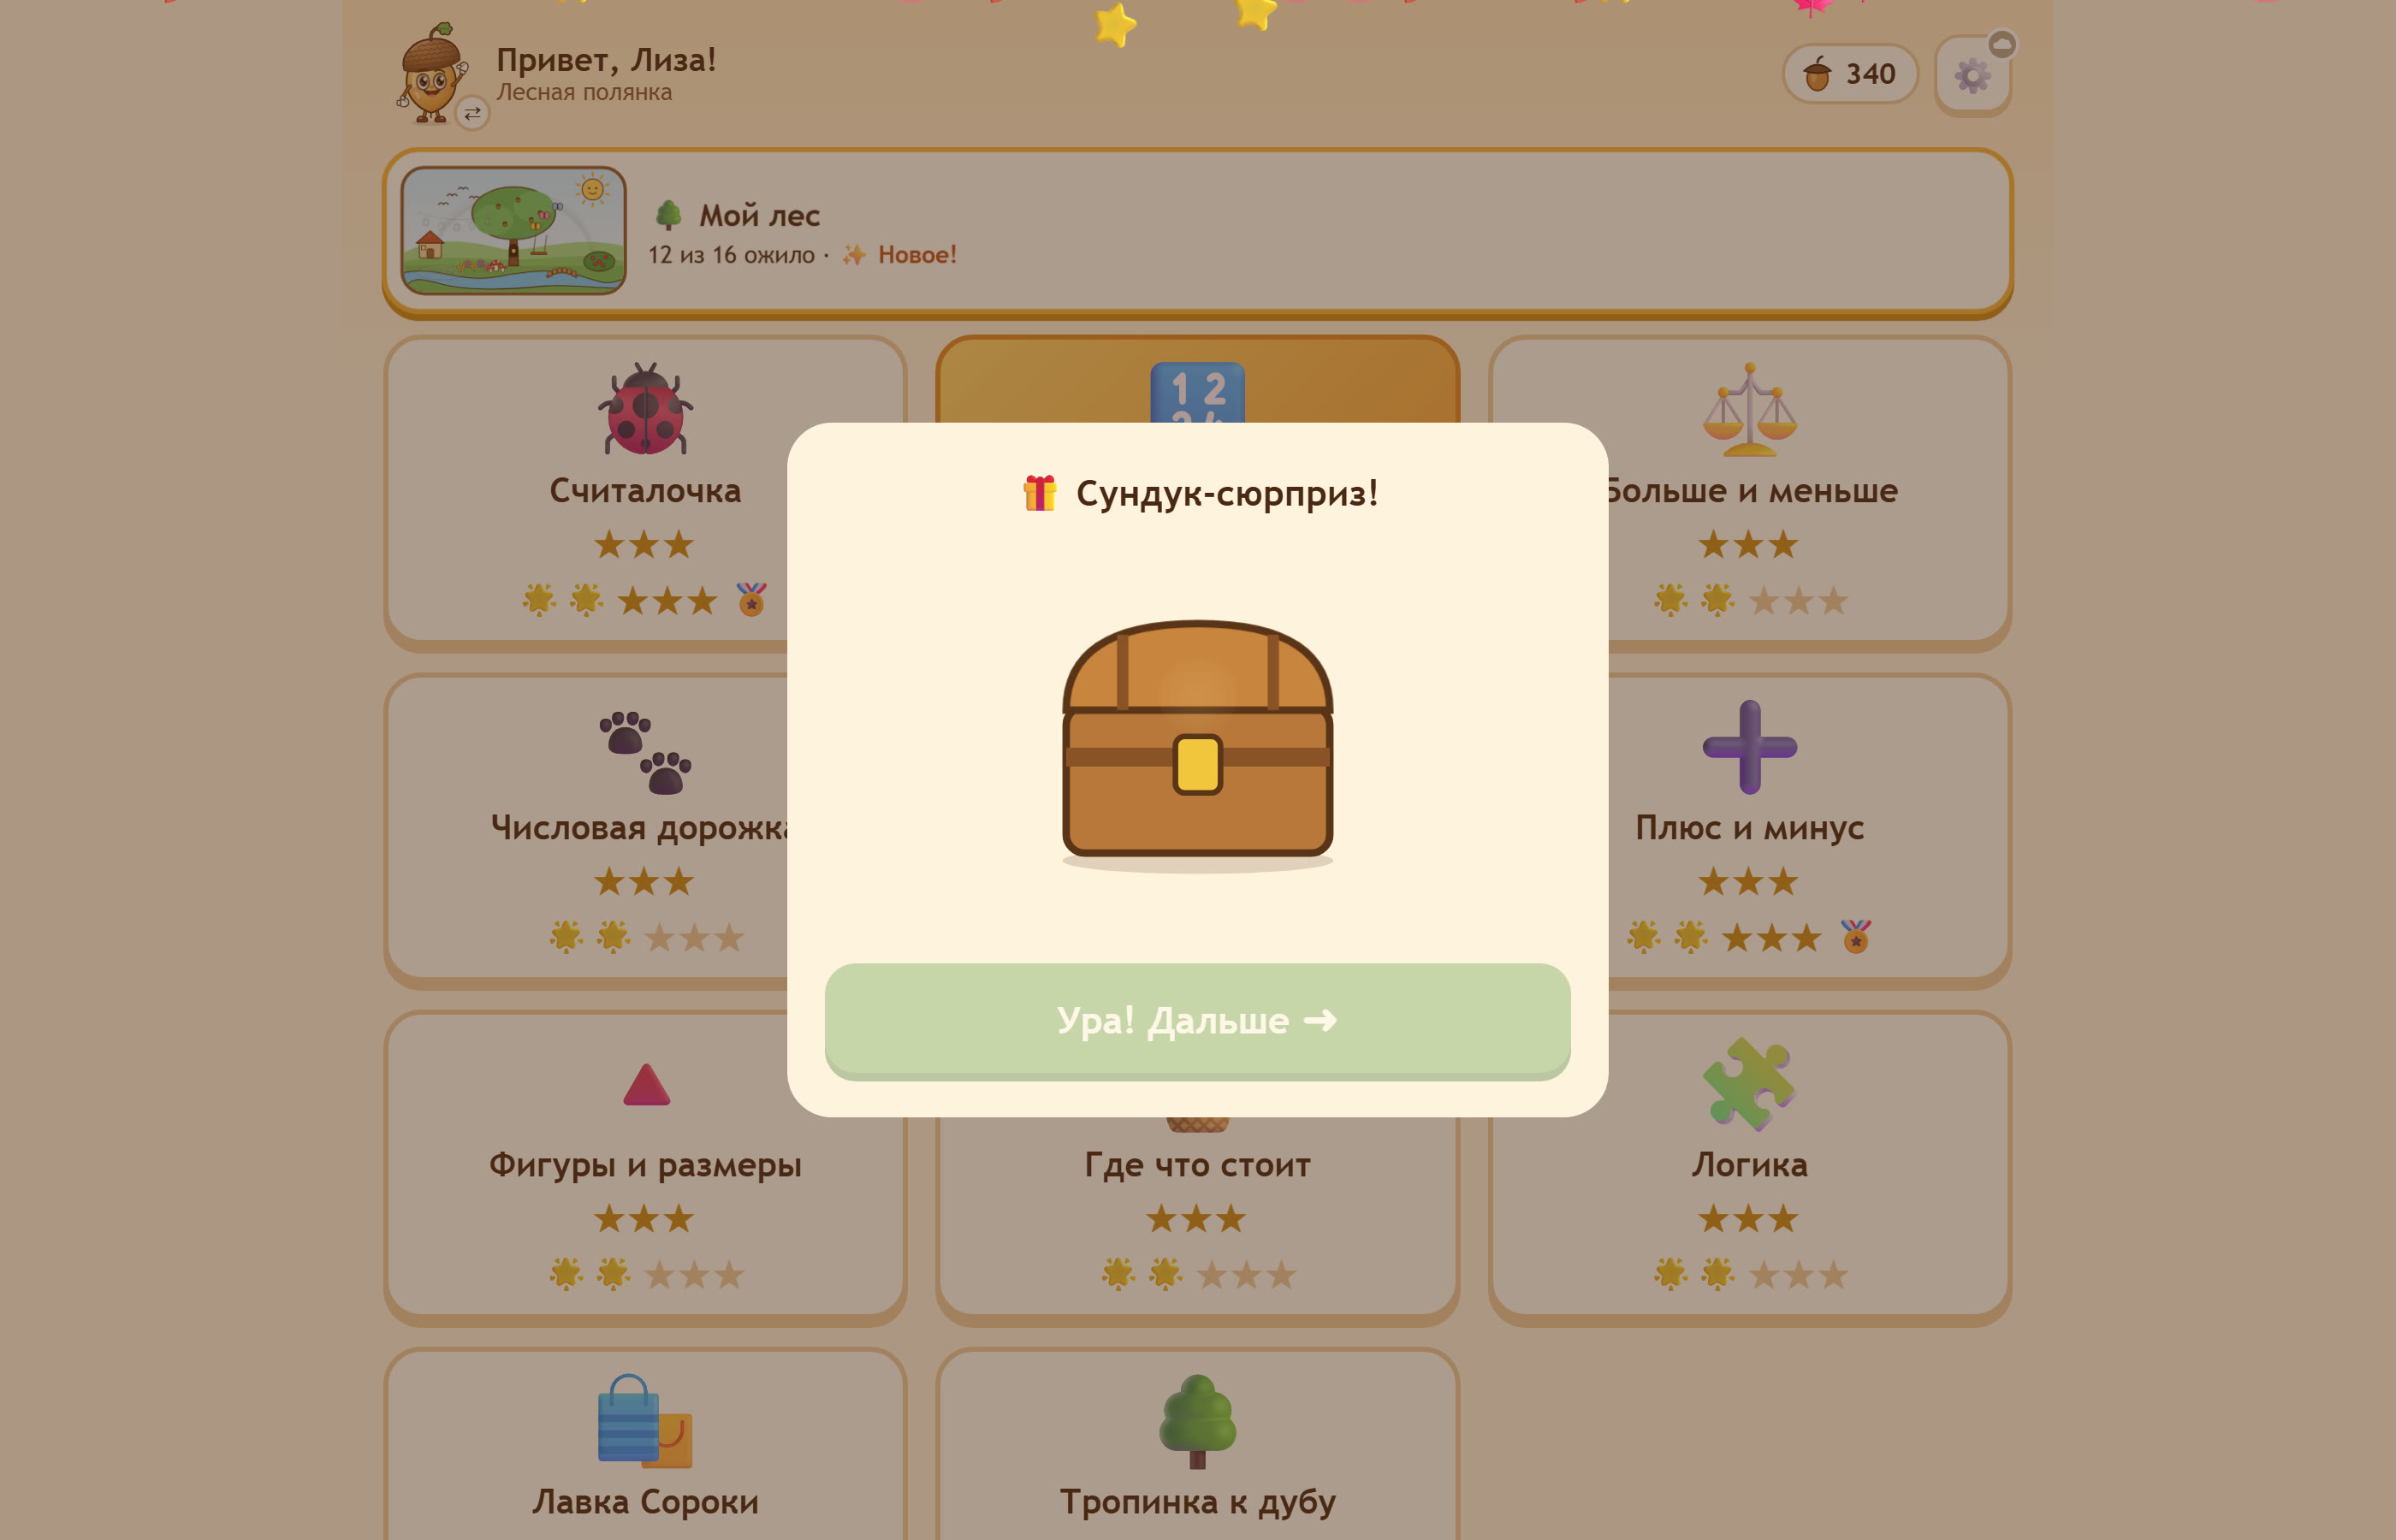 Привет, Лиза!
Лесная полянка
340
Мой лес
12 из 16 ожило · ✨ Новое!
1 2
Считалочка
Больше и меньше
🎁 Сундук-сюрприз!
Числовая дорожка
Плюс и минус
Ура! Дальше ➜
Фигуры и размеры
Где что стоит
Логика
Лавка Сороки
Тропинка к дубу